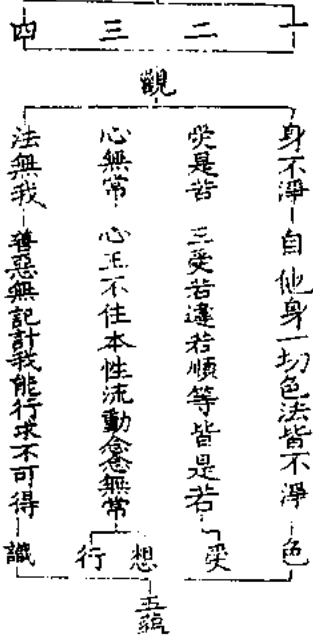 一
二
三
四
觀
身不淨—自他身一切色法皆不淨—色
受是苦 三受若違若順等皆是苦 受
心無常 心王不住本性流動念念無常 想 行
法無我—善惡無記計我能行求不可得—識
五蘊